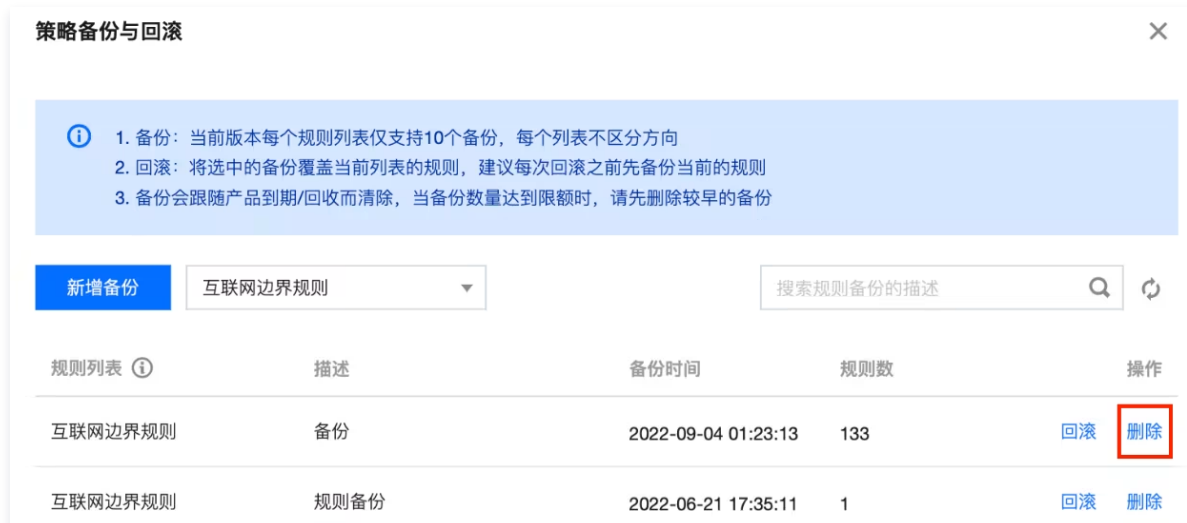 策略备份与回滚
1. 备份：当前版本每个规则列表仅支持10个备份，每个列表不区分方向
2. 回滚：将选中的备份覆盖当前列表的规则，建议每次回滚之前先备份当前的规则
3. 备份会跟随产品到期/回收而清除，当备份数量达到限额时，请先删除较早的备份
新增备份 互联网边界规则 搜索规则备份的描述
规则列表 描述 备份时间 规则数 操作
互联网边界规则 备份 2022-09-04 01:23:13 133 回滚 删除
互联网边界规则 规则备份 2022-06-21 17:35:11 1 回滚 删除